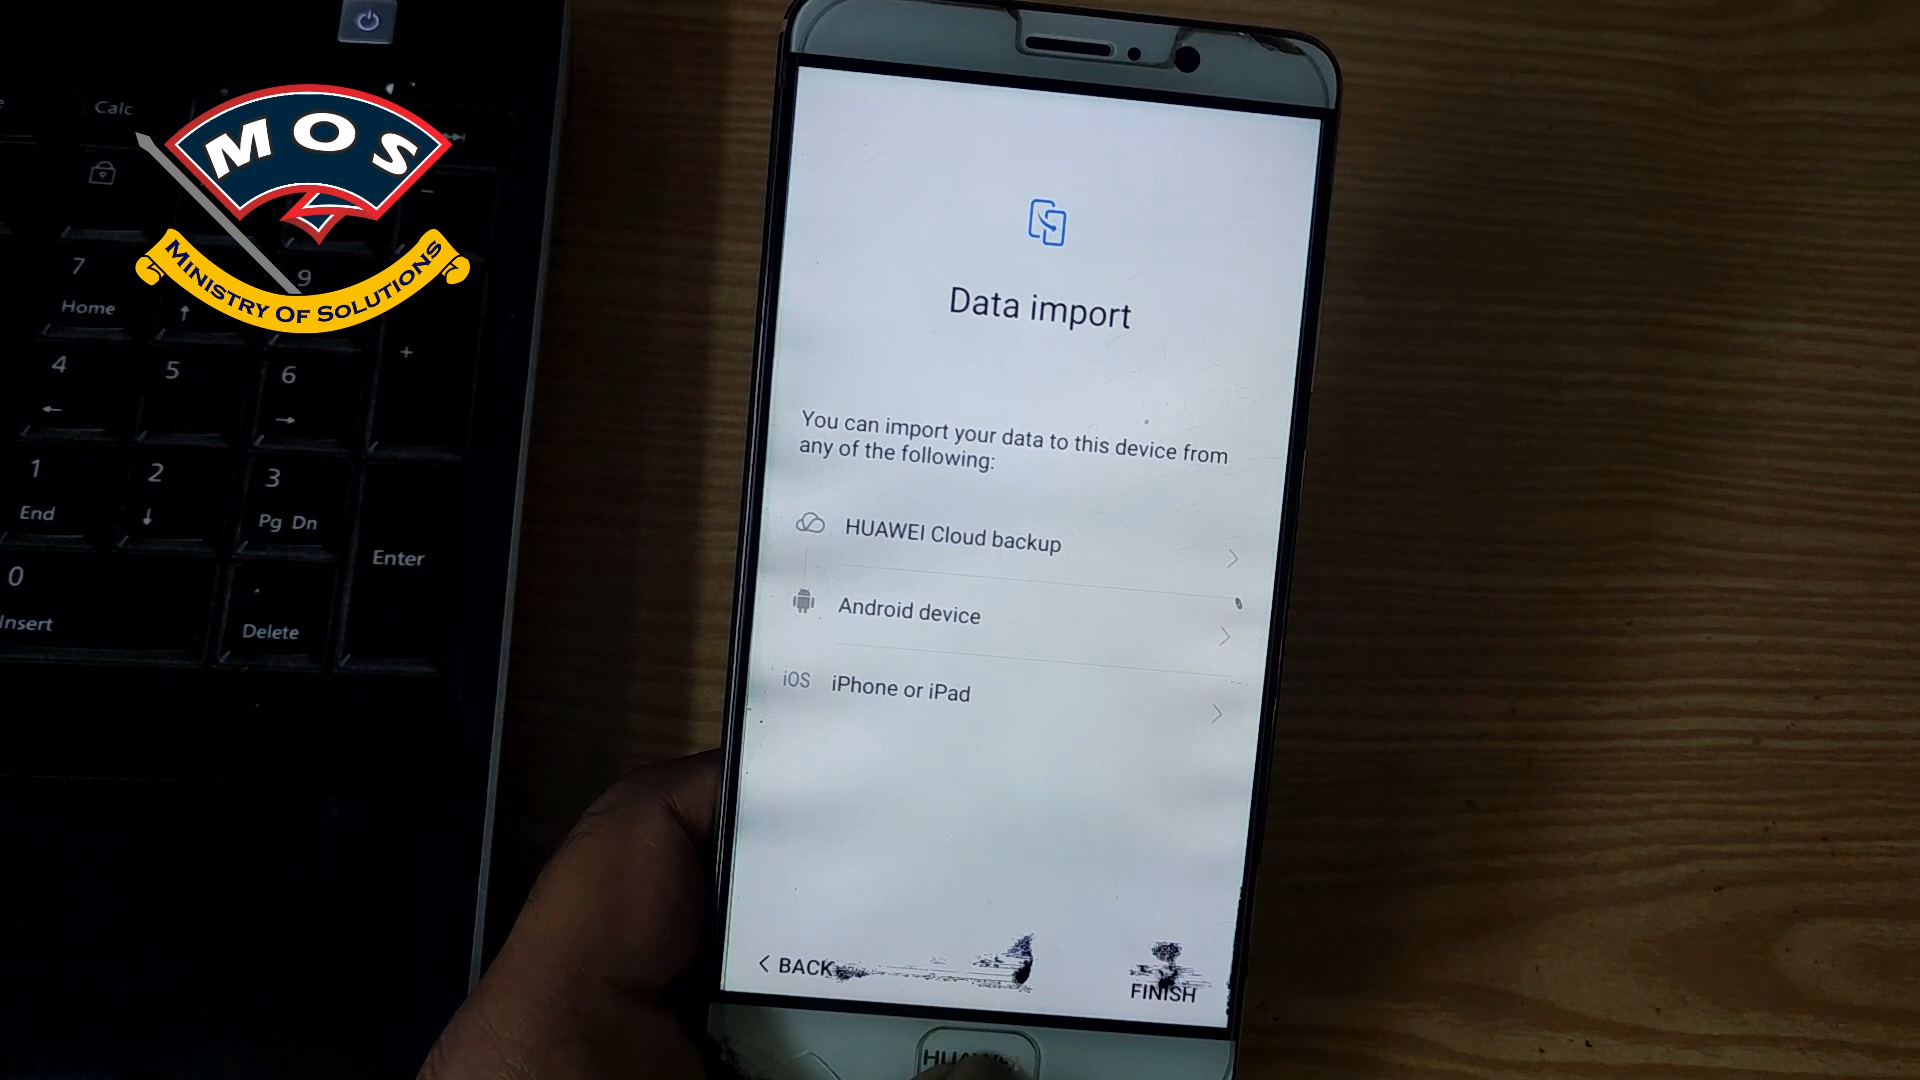 MOS
MINISTRY OF SOLUTIONS
Calc
7
9
Home
4
5
6
+
1
2
3
End
Pg Dn
Enter
0
.
Insert
Delete
Data import
You can import your data to this device from
any of the following:
HUAWEI Cloud backup
Android device
iOS iPhone or iPad
< BACK
FINISH
HUAWEI